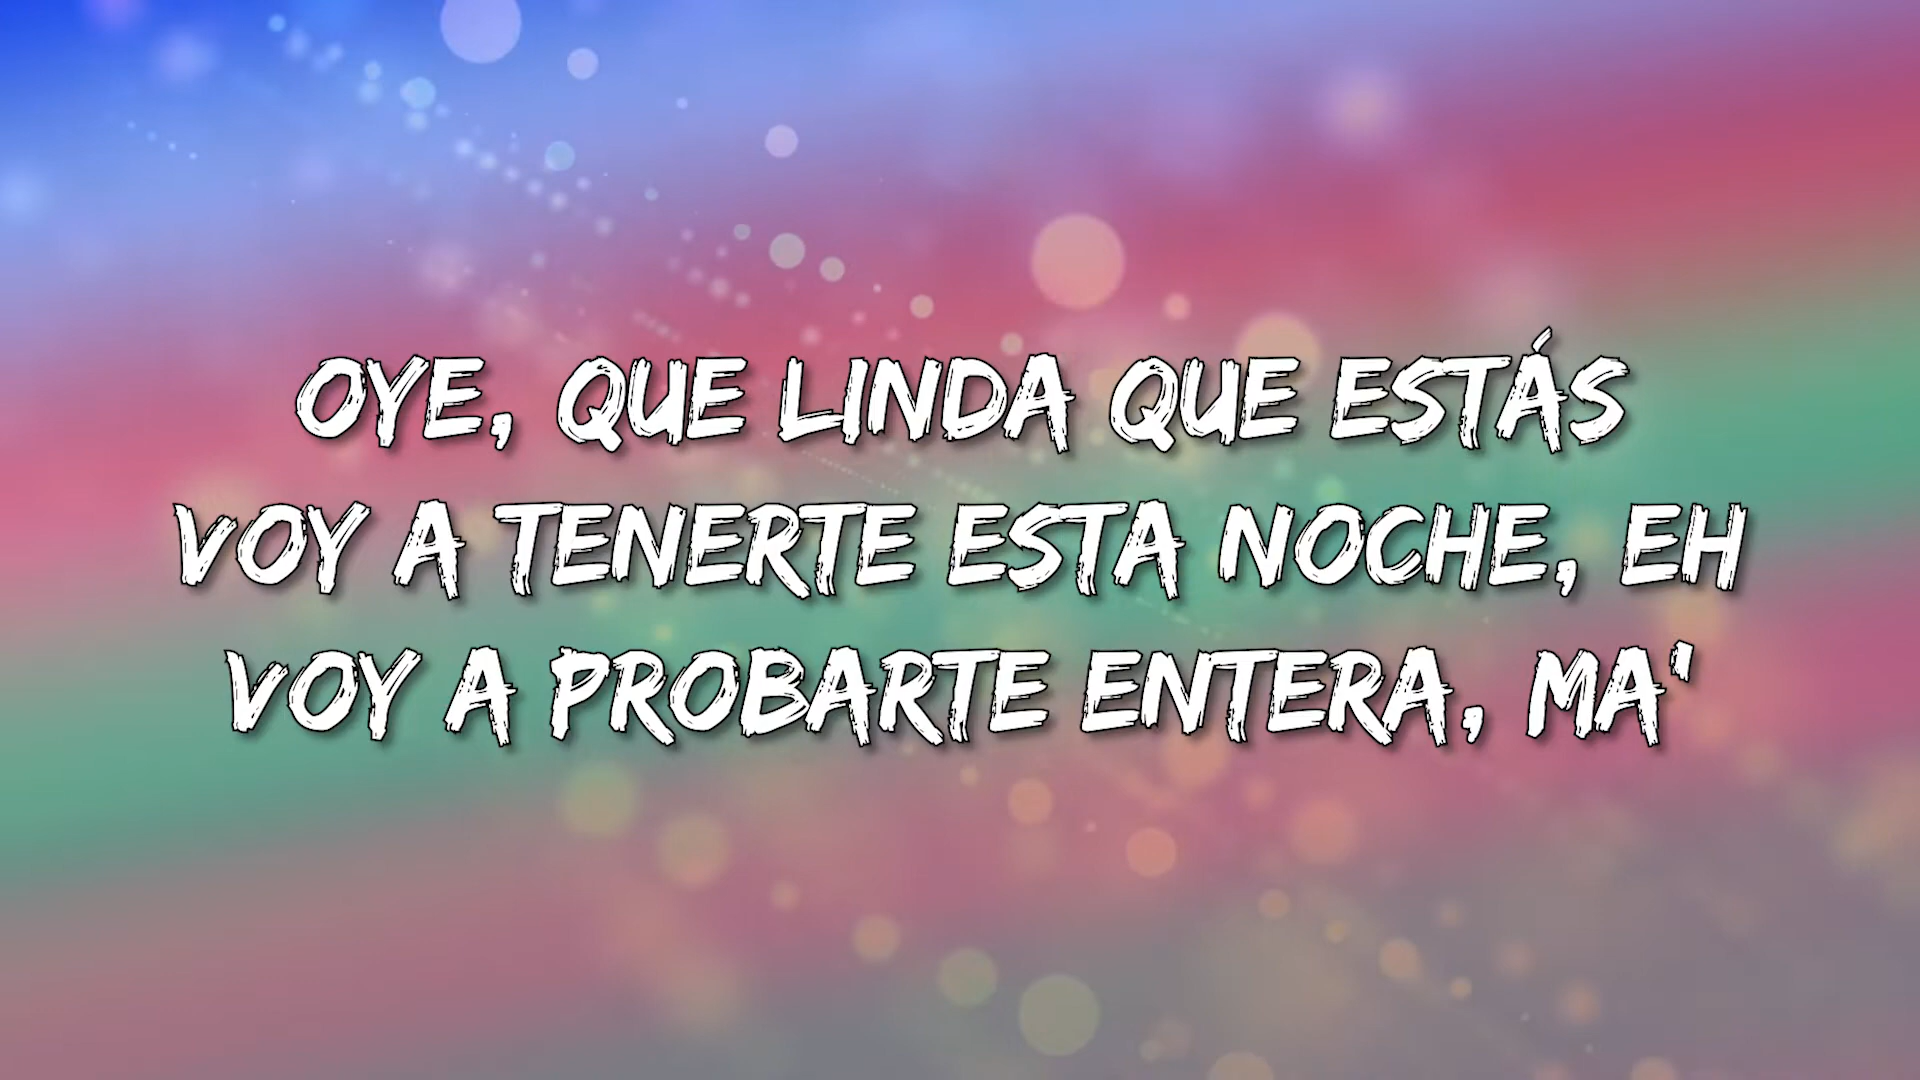 OYE, QUE LINDA QUE ESTÁS
VOY A TENERTE ESTA NOCHE, EH
VOY A PROBARTE ENTERA, MA'